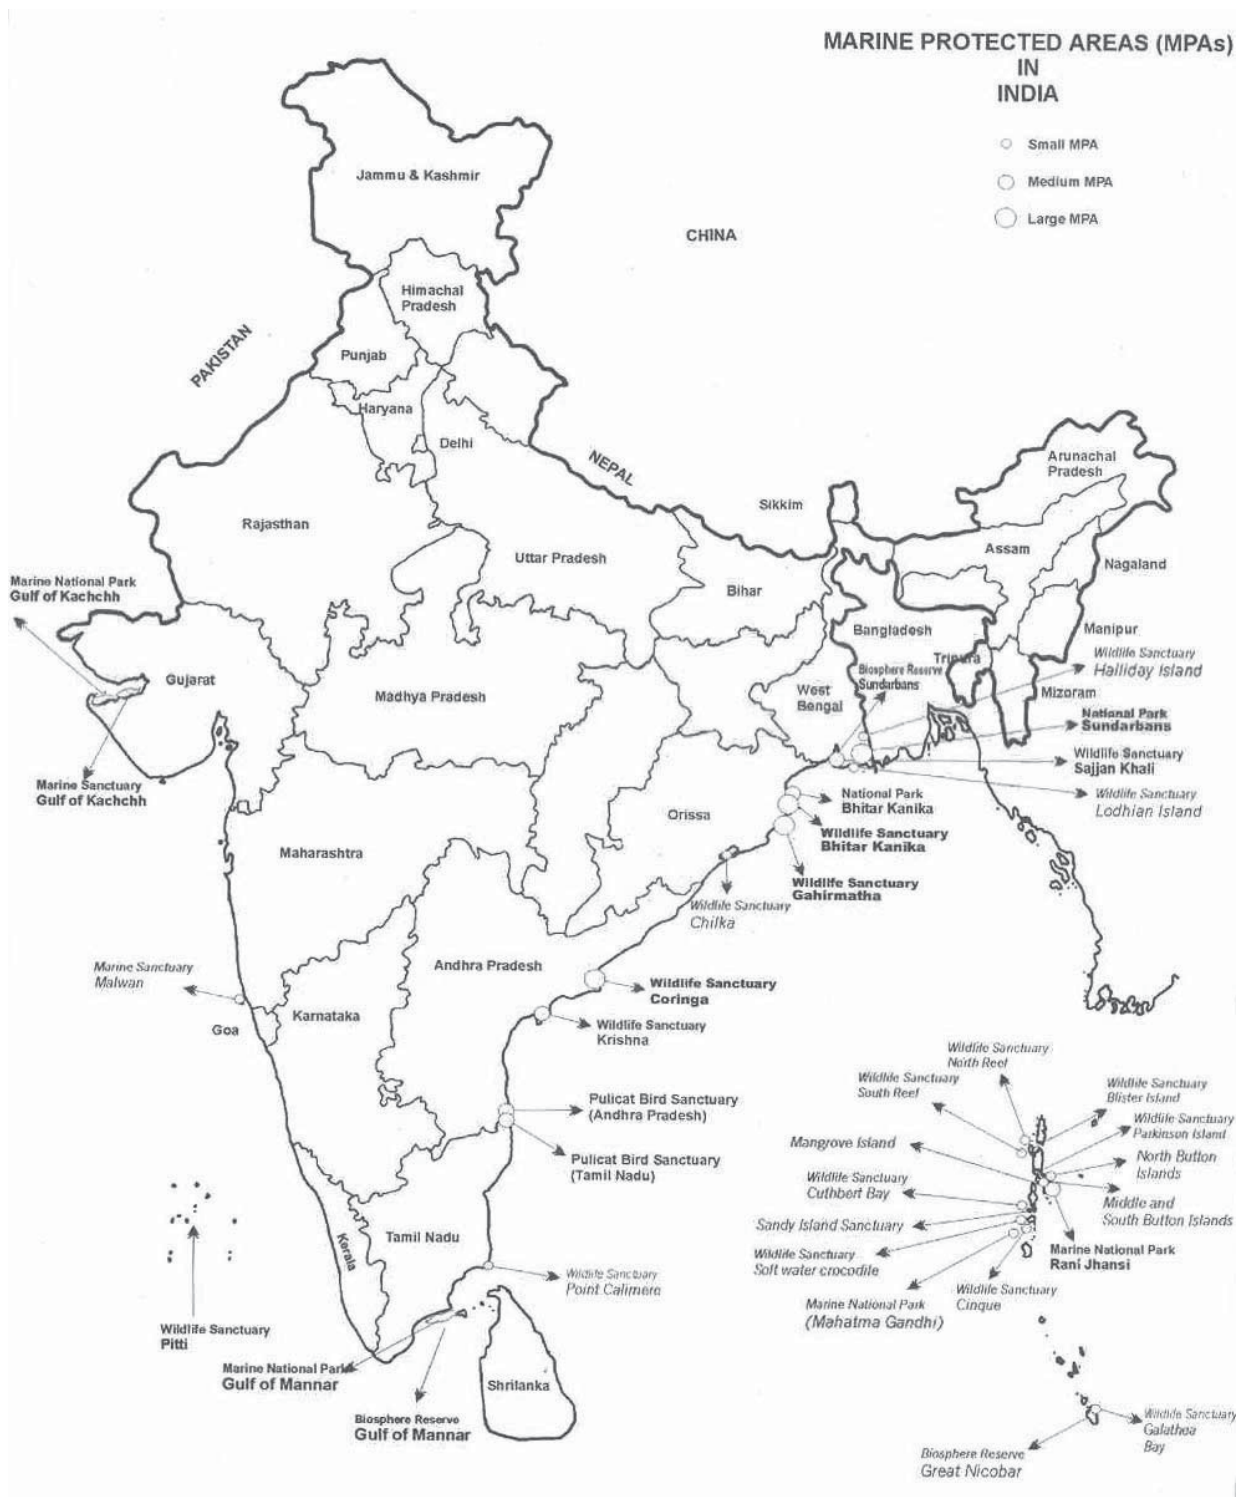 MARINE PROTECTED AREAS (MPAs)
IN
INDIA
Small MPA
Medium MPA
Large MPA
Jammu & Kashmir
CHINA
Himachal
Pradesh
PAKISTAN
Punjab
Haryana
Delhi
NEPAL
Sikkim
Arunachal
Pradesh
Rajasthan
Uttar Pradesh
Assam
Nagaland
Marine National Park
Gulf of Kachchh
Bihar
Bangladesh
Manipur
Tripura
Wildlife Sanctuary
Halliday Island
Gujarat
Madhya Pradesh
West
Bengal
Biosphere Reserve
Sundarbans
Mizoram
National Park
Sundarbans
Marine Sanctuary
Gulf of Kachchh
Wildlife Sanctuary
Sajjan Khali
National Park
Bhitar Kanika
Wildlife Sanctuary
Lodhian Island
Orissa
Wildlife Sanctuary
Bhitar Kanika
Maharashtra
Wildlife Sanctuary
Gahirmatha
Wildlife Sanctuary
Chilka
Marine Sanctuary
Malwan
Andhra Pradesh
Wildlife Sanctuary
Coringa
Goa
Karnataka
Wildlife Sanctuary
Krishna
Wildlife Sanctuary
North Reef
Wildlife Sanctuary
South Reef
Wildlife Sanctuary
Blister Island
Pulicat Bird Sanctuary
(Andhra Pradesh)
Wildlife Sanctuary
Parkinson Island
Mangrove Island
North Button
Islands
Pulicat Bird Sanctuary
(Tamil Nadu)
Wildlife Sanctuary
Cuthbert Bay
Middle and
South Button Islands
Sandy Island Sanctuary
Kerala
Tamil Nadu
Wildlife Sanctuary
Solt water crocodile
Marine National Park
Rani Jhansi
Wildlife Sanctuary
Point Calimere
Wildlife Sanctuary
Cinque
Marine National Park
(Mahatma Gandhi)
Wildlife Sanctuary
Pitti
Marine National Park
Gulf of Mannar
Shrilanka
Biosphere Reserve
Gulf of Mannar
Wildlife Sanctuary
Galathea
Bay
Biosphere Reserve
Great Nicobar